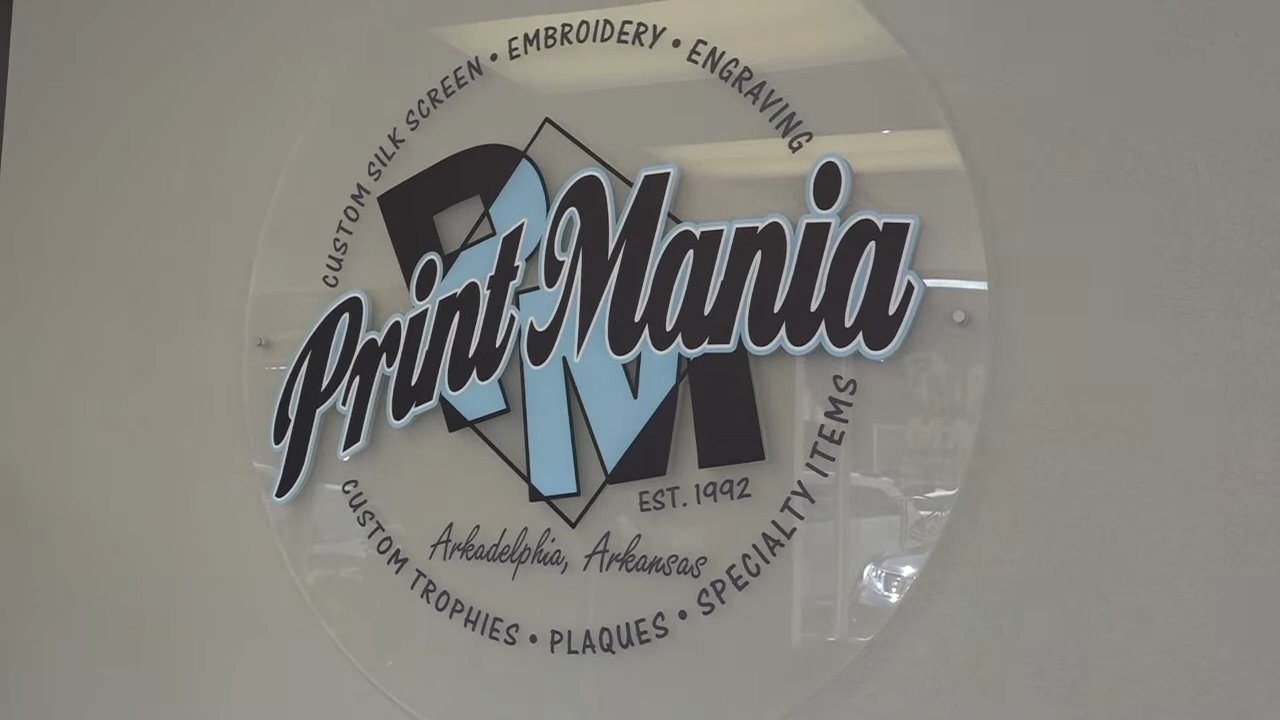 CUSTOM SILK SCREEN • EMBROIDERY • ENGRAVING
PM
Print Mania
EST. 1992
Arkadelphia, Arkansas
CUSTOM TROPHIES • PLAQUES • SPECIALTY ITEMS